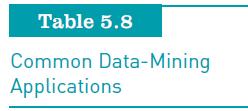 Table 5.8
Common Data-Mining
Applications